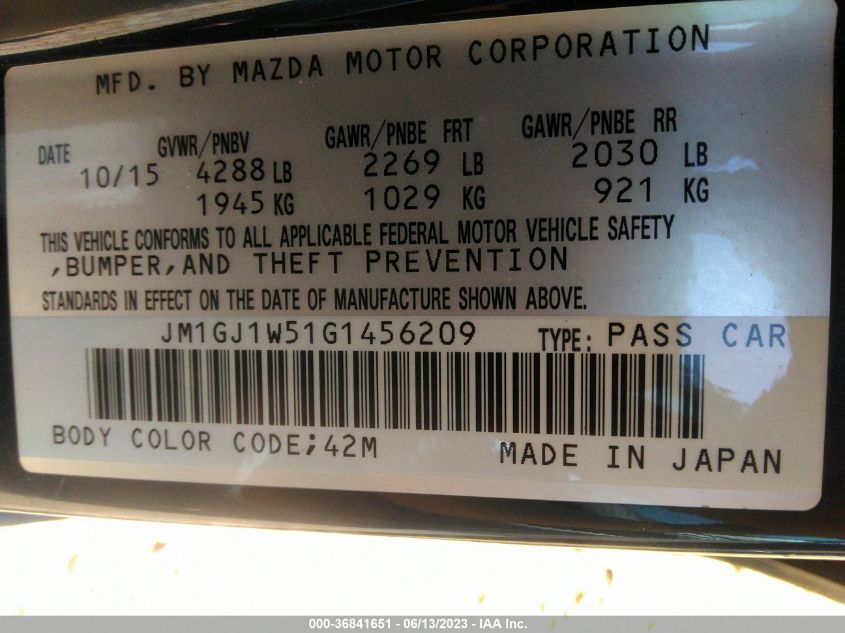 MFD. BY MAZDA MOTOR CORPORATION
DATE GVWR/PNBV GAWR/PNBE FRT GAWR/PNBE RR
10/15 4288 LB 2269 LB 2030 LB
1945 KG 1029 KG 921 KG
THIS VEHICLE CONFORMS TO ALL APPLICABLE FEDERAL MOTOR VEHICLE SAFETY
,BUMPER,AND THEFT PREVENTION
STANDARDS IN EFFECT ON THE DATE OF MANUFACTURE SHOWN ABOVE.
JM1GJ1W51G1456209 TYPE: PASS CAR
BODY COLOR CODE;42M MADE IN JAPAN
000-36841651 - 06/13/2023 - IAA Inc.